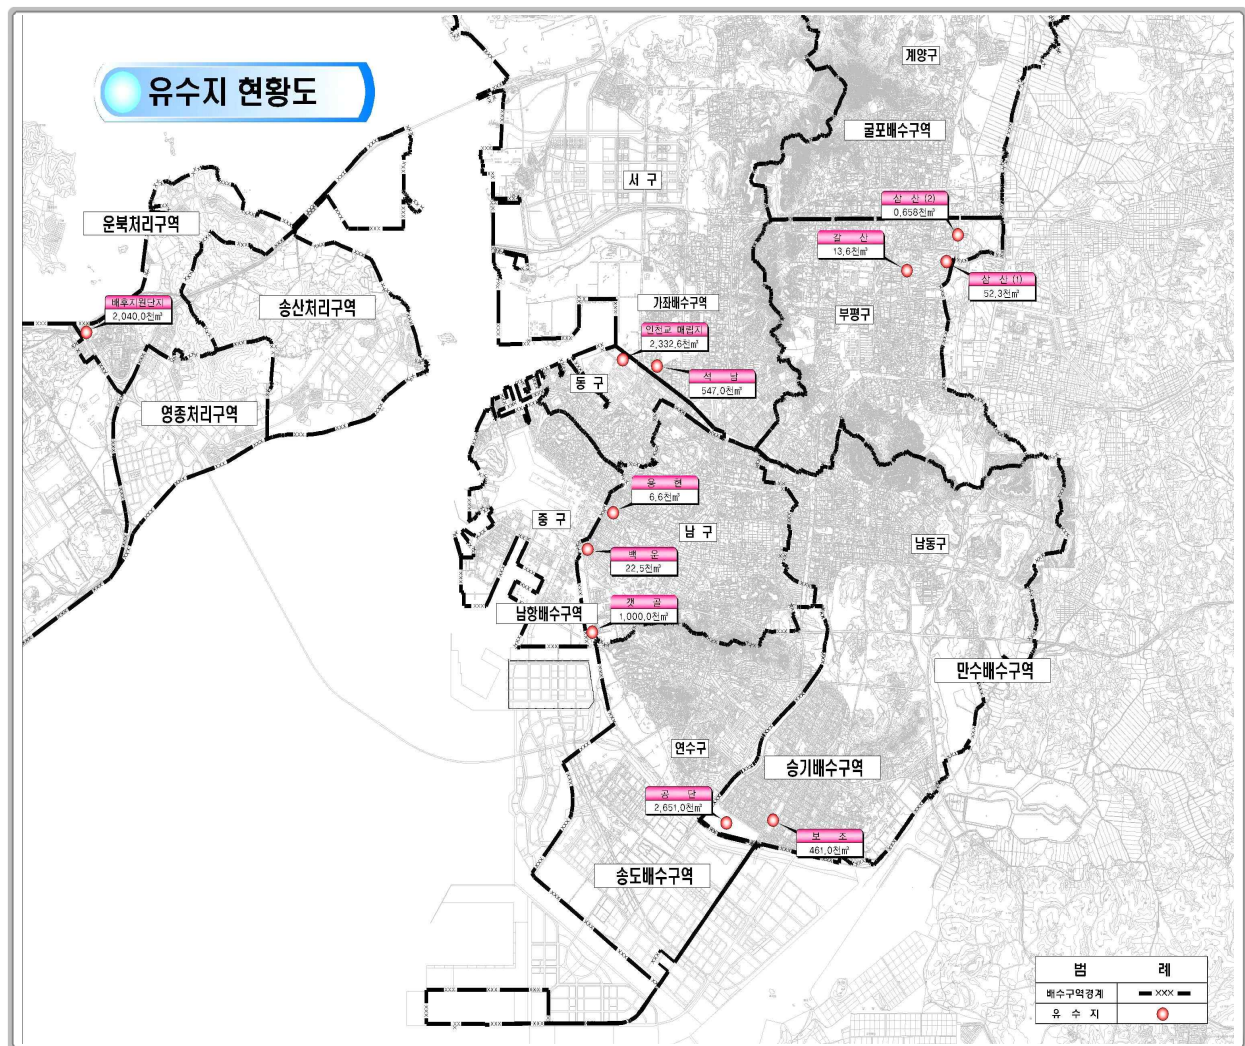 유수지 현황도
계양구
굴포배수구역
서 구
삼 산 (2)
0.658천㎥
갈 산
13.6천㎥
삼 산 (1)
52.3천㎥
운북처리구역
송산처리구역
배후지원단지
2,040.0천㎥
가좌배수구역
인천교 매립지
2,332.6천㎥
부평구
석 남
547.0천㎥
동 구
영종처리구역
용 현
6.6천㎥
중 구
남 구
남동구
백 운
22.5천㎥
갯 골
1,000.0천㎥
남항배수구역
만수배수구역
연수구
승기배수구역
공 단
2,651.0천㎥
보 조
461.0천㎥
송도배수구역
범 례
배수구역경계
유 수 지